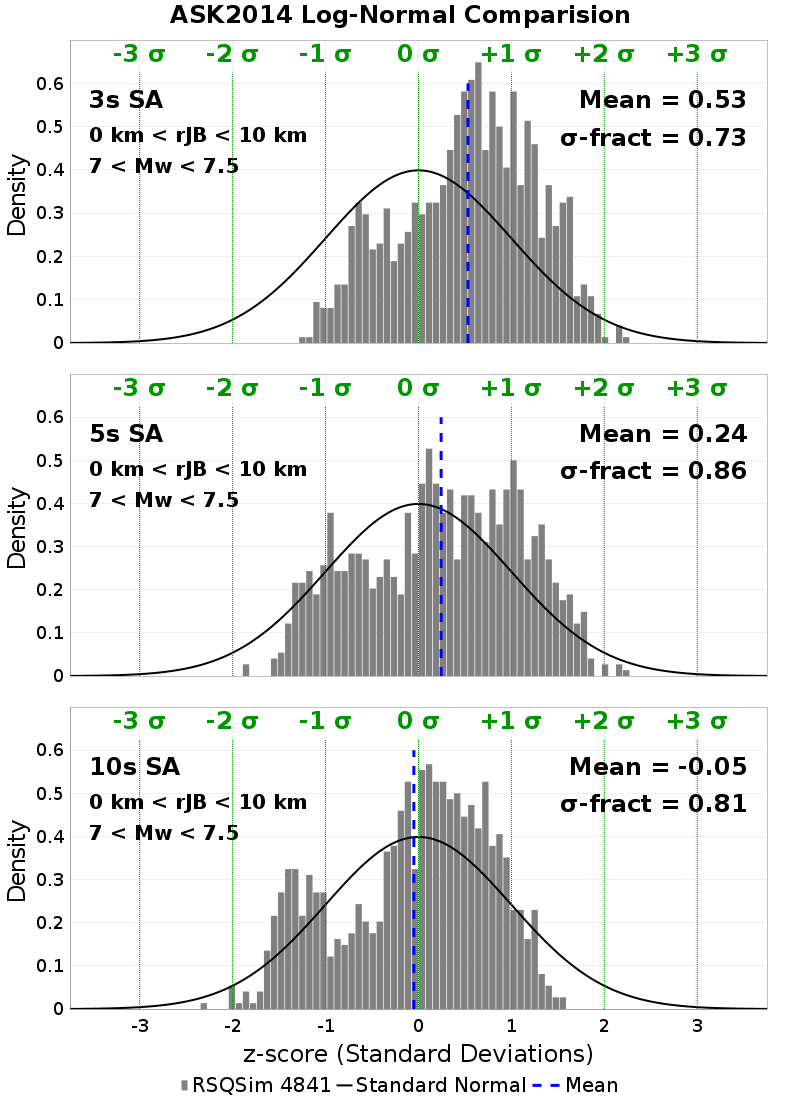 ASK2014 Log-Normal Comparision
-3 σ -2 σ -1 σ 0 σ +1 σ +2 σ +3 σ
3s SA
0 km < rJB < 10 km
7 < Mw < 7.5
Mean = 0.53
σ-fract = 0.73
0.6
0.5
0.4
0.3
0.2
0.1
0
Density
-3 σ -2 σ -1 σ 0 σ +1 σ +2 σ +3 σ
5s SA
0 km < rJB < 10 km
7 < Mw < 7.5
Mean = 0.24
σ-fract = 0.86
0.6
0.5
0.4
0.3
0.2
0.1
0
Density
-3 σ -2 σ -1 σ 0 σ +1 σ +2 σ +3 σ
10s SA
0 km < rJB < 10 km
7 < Mw < 7.5
Mean = -0.05
σ-fract = 0.81
0.6
0.5
0.4
0.3
0.2
0.1
0
Density
-3 -2 -1 0 1 2 3
z-score (Standard Deviations)
RSQSim 4841 Standard Normal Mean